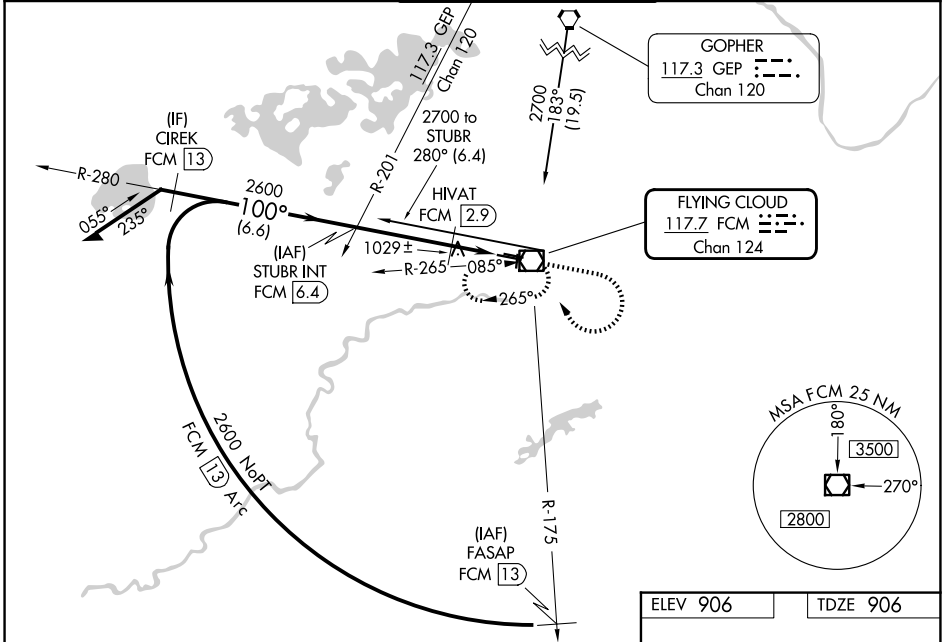 117.3 GEP
Chan 120
GOPHER
117.3 GEP
Chan 120
2700
183°
(19.5)
(IF)
CIREK
FCM 13
2700 to
STUBR
280° (6.4)
R-280
R-201
055°
235°
2600
100°
(6.6)
HIVAT
FCM 2.9
FLYING CLOUD
117.7 FCM
Chan 124
(IAF)
STUBR INT
FCM 6.4
1029 ±
R-265
085°
265°
2600 NoPT
FCM 13 Arc
R-175
(IAF)
FASAP
FCM 13
MSA FCM 25 NM
180°
3500
270°
2800
ELEV 906
TDZE 906